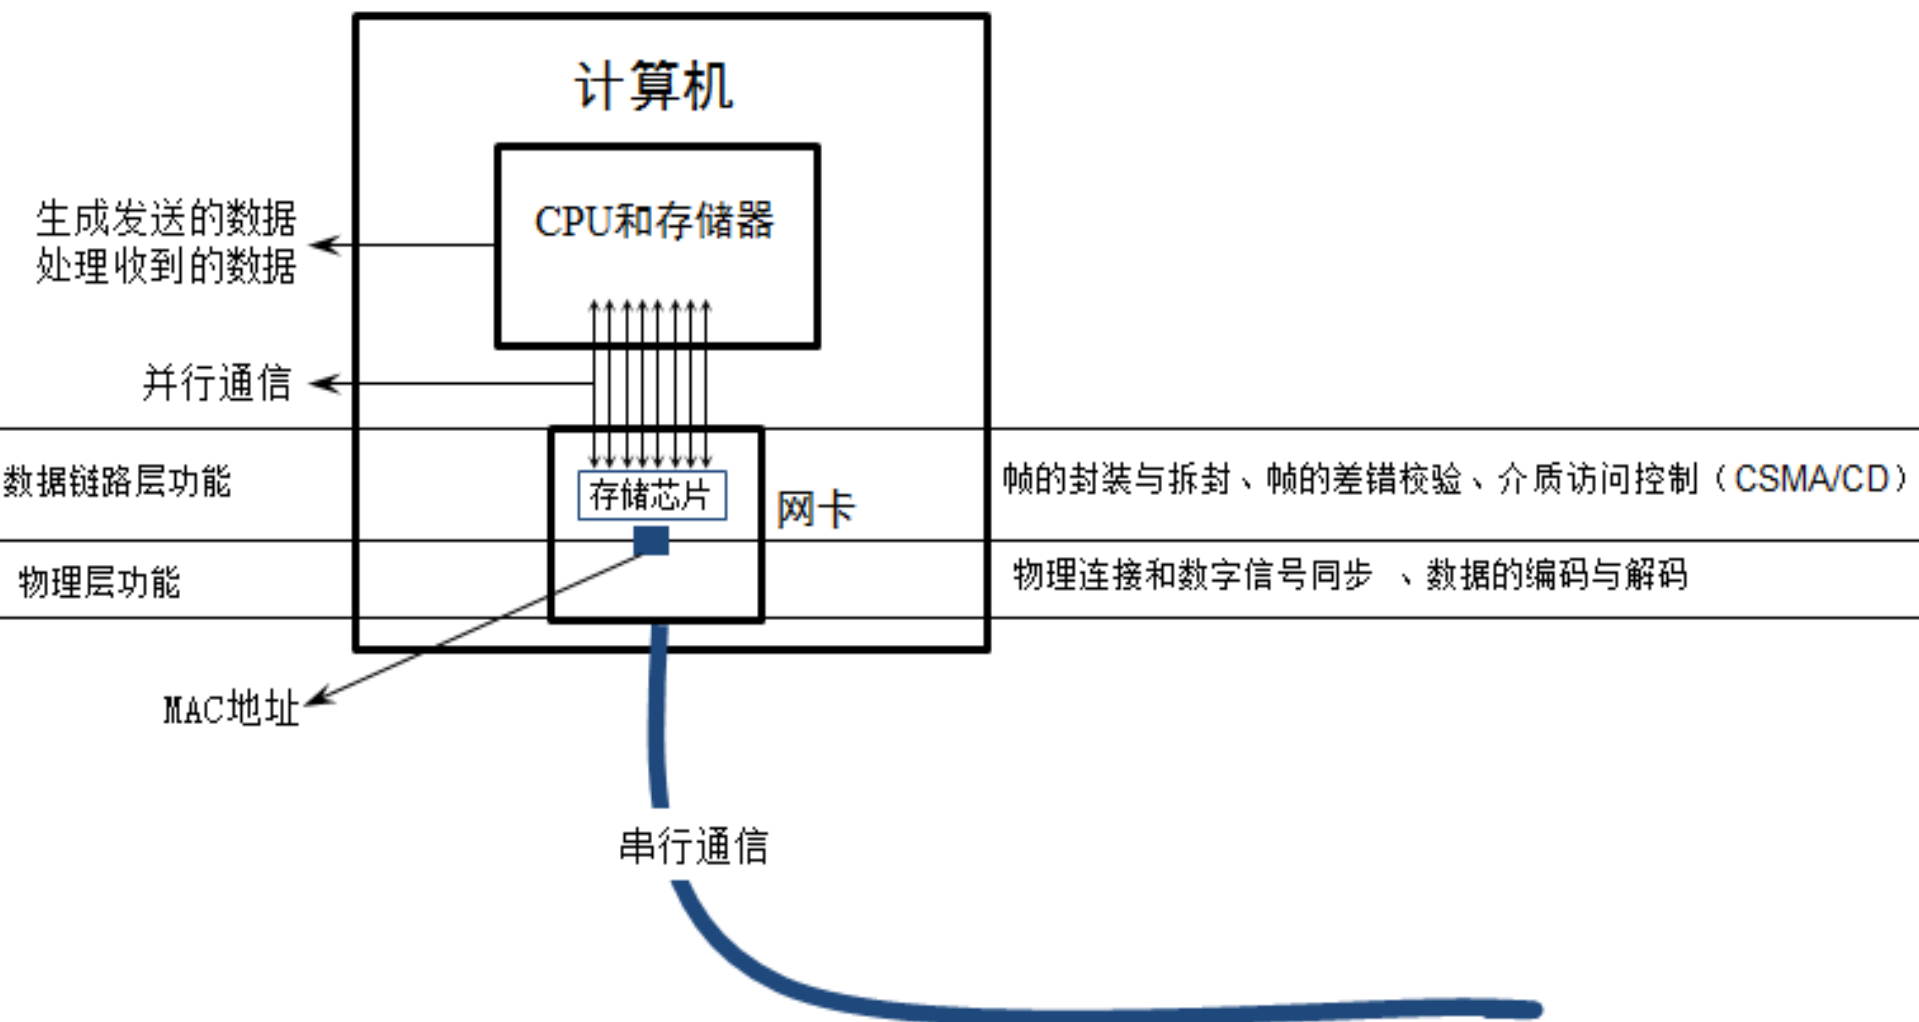 计算机
CPU和存储器
生成发送的数据
处理收到的数据
并行通信
数据链路层功能
存储芯片
网卡
帧的封装与拆封、帧的差错校验、介质访问控制（CSMA/CD）
物理层功能
物理连接和数字信号同步 、数据的编码与解码
MAC地址
串行通信